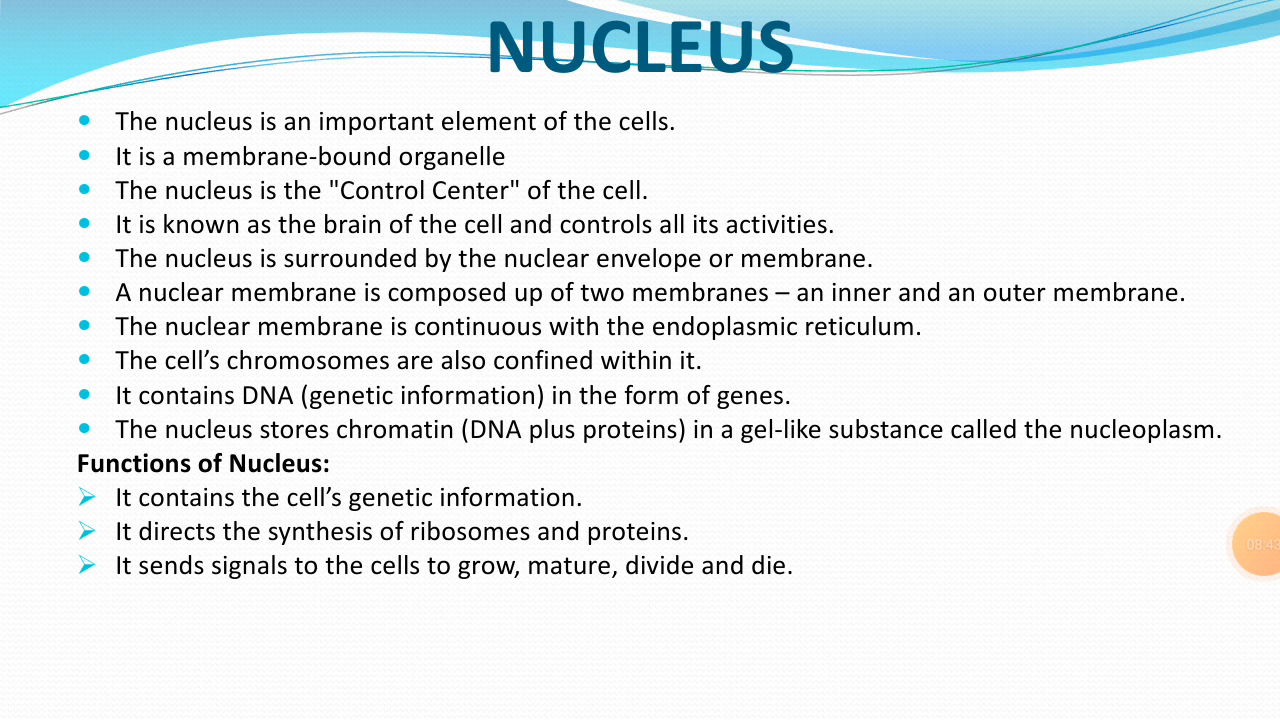 NUCLEUS
The nucleus is an important element of the cells.
It is a membrane-bound organelle
The nucleus is the "Control Center" of the cell.
It is known as the brain of the cell and controls all its activities.
The nucleus is surrounded by the nuclear envelope or membrane.
A nuclear membrane is composed up of two membranes – an inner and an outer membrane.
The nuclear membrane is continuous with the endoplasmic reticulum.
The cell’s chromosomes are also confined within it.
It contains DNA (genetic information) in the form of genes.
The nucleus stores chromatin (DNA plus proteins) in a gel-like substance called the nucleoplasm.
Functions of Nucleus:
It contains the cell’s genetic information.
It directs the synthesis of ribosomes and proteins.
08:43
It sends signals to the cells to grow, mature, divide and die.